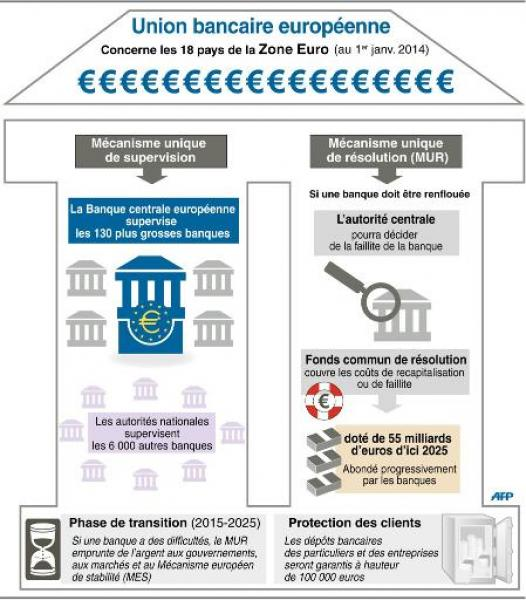 Union bancaire européenne
Concerne les 18 pays de la Zone Euro (au 1er janv. 2014)
€€€€€€€€€€€€€€€€€€
Mécanisme unique
de supervision
La Banque centrale européenne
supervise
les 130 plus grosses banques
€
Les autorités nationales
supervisent
les 6 000 autres banques
Mécanisme unique
de résolution (MUR)
Si une banque doit être renflouée
L'autorité centrale
pourra décider
de la faillite de la banque
Fonds commun de résolution
couvre les coûts de recapitalisation
ou de faillite
€
doté de 55 milliards
d'euros d'ici 2025
Abondé progressivement
par les banques
AFP
Phase de transition (2015-2025)
Si une banque a des difficultés, le MUR
emprunte de l'argent aux gouvernements,
aux marchés et au Mécanisme européen
de stabilité (MES)
Protection des clients
Les dépôts bancaires
des particuliers et des entreprises
seront garantis à hauteur
de 100 000 euros